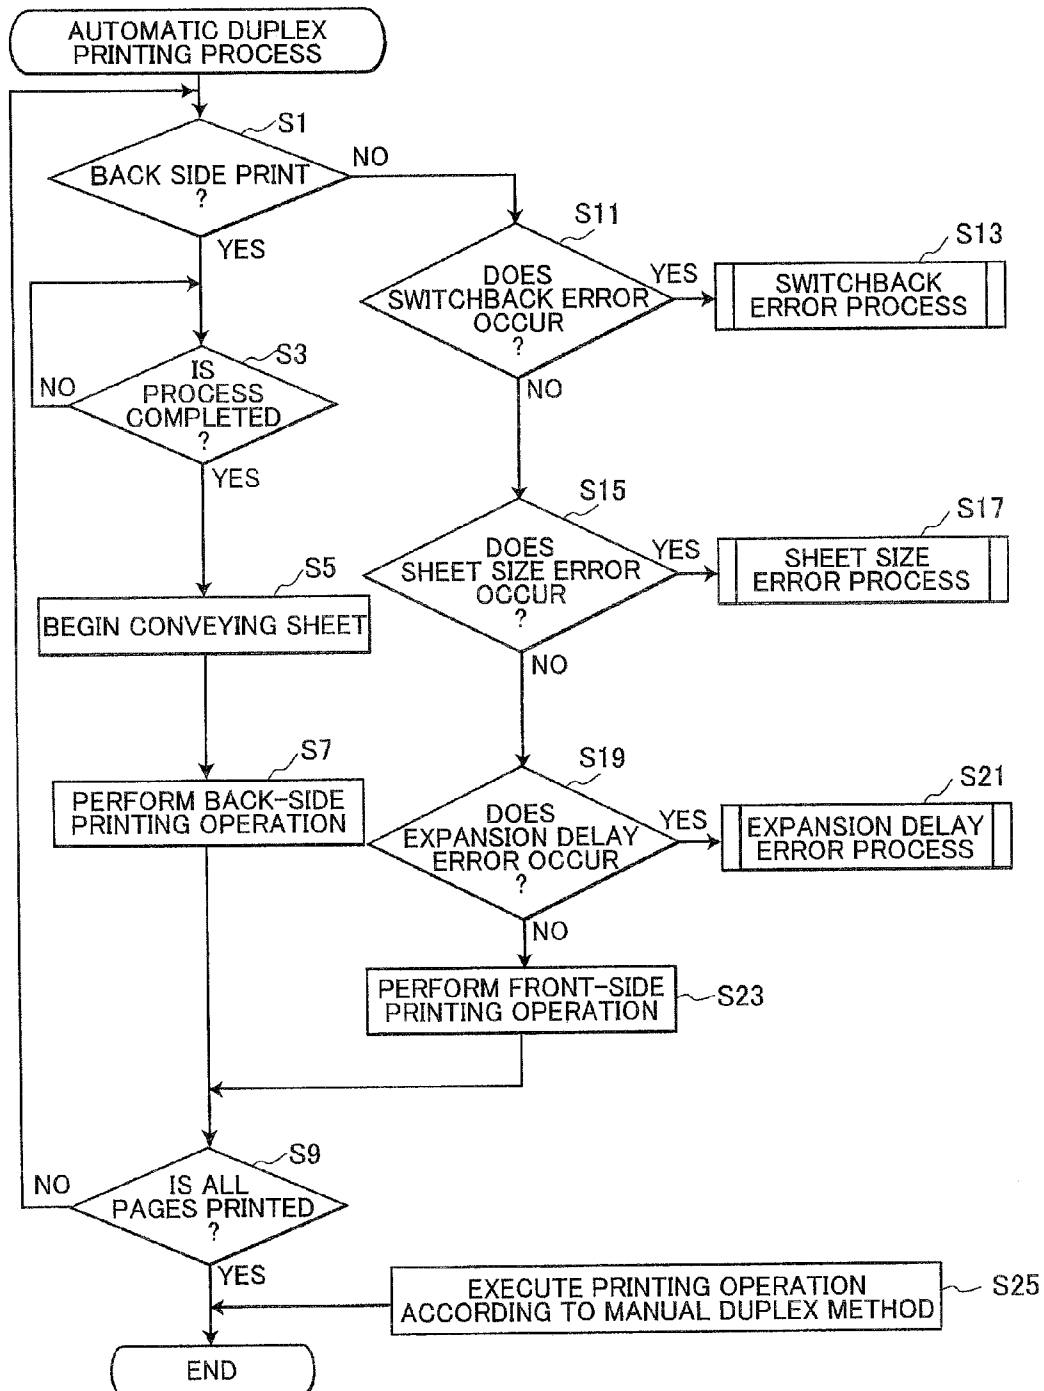 AUTOMATIC DUPLEX
PRINTING PROCESS
S1
BACK SIDE PRINT
?
NO
YES
S3
IS
PROCESS
COMPLETED
?
NO
YES
S5
BEGIN CONVEYING SHEET
S7
PERFORM BACK-SIDE
PRINTING OPERATION
S11
DOES
SWITCHBACK ERROR
OCCUR
?
YES
NO
S13
SWITCHBACK
ERROR PROCESS
S15
DOES
SHEET SIZE ERROR
OCCUR
?
YES
NO
S17
SHEET SIZE
ERROR PROCESS
S19
DOES
EXPANSION DELAY
ERROR OCCUR
?
YES
NO
S21
EXPANSION DELAY
ERROR PROCESS
PERFORM FRONT-SIDE
PRINTING OPERATION
S23
S9
IS ALL
PAGES PRINTED
?
NO
YES
EXECUTE PRINTING OPERATION
ACCORDING TO MANUAL DUPLEX METHOD
S25
END